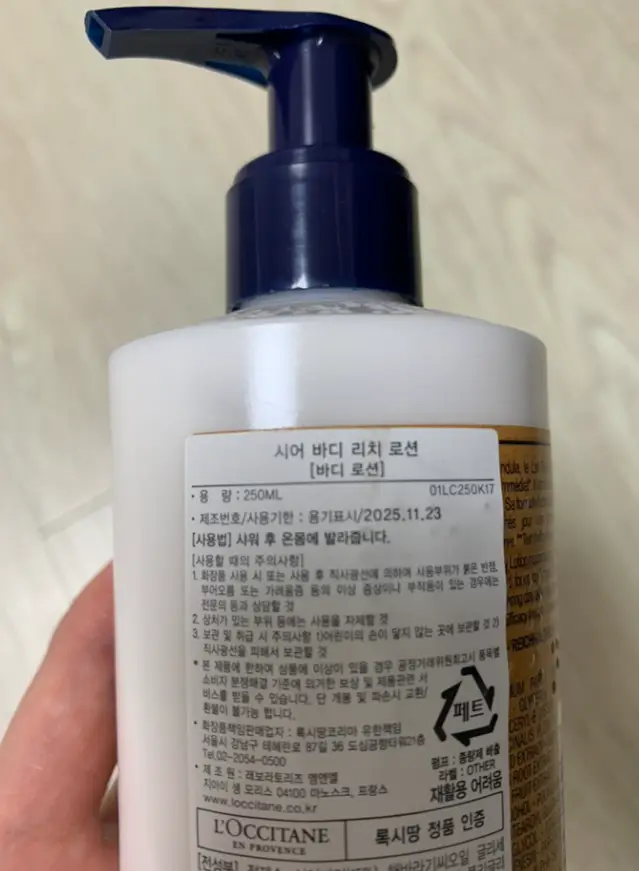 시어 바디 리치 로션
[바디 로션]
• 용 량 : 250ML 01LC250K17
• 제조번호/사용기한 : 용기표시/2025.11.23
[사용법] 샤워 후 온몸에 발라줍니다.
[사용할 때의 주의사항]
1. 화장품 사용 시 또는 사용 후 직사광선에 의하여 사용부위가 붉은 반점,
부어오름 또는 가려움증 등의 이상 증상이나 부작용이 있는 경우에는
전문의 등과 상담할 것
2. 상처가 있는 부위 등에는 사용을 자제할 것
3. 보관 및 취급 시 주의사항 1)어린이의 손이 닿지 않는 곳에 보관할 것 2)
직사광선을 피해서 보관할 것
• 본 제품에 한하여 상품에 이상이 있을 경우 공정거래위원회고시 품목별
소비자 분쟁해결 기준에 의거한 보상 및 제품관련 서
비스를 받을 수 있습니다. 단 개봉 및 파손시 교환/
환불이 불가능 합니다.
• 화장품책임판매업자 : 록시땅코리아 유한책임
서울시 강남구 테헤란로 87길 36 도심공항타워21층
Tel.02-2054-0500
• 제 조 원 : 래보라토리즈 엠엔엘
지아이 생 모리스 04100 마노스크, 프랑스
www.loccitane.co.kr
페트
펌프 : 종량제 배출
라벨 : OTHER
재활용 어려움
L'OCCITANE
EN PROVENCE
록시땅 정품 인증
[전성분]
해바라기씨오일